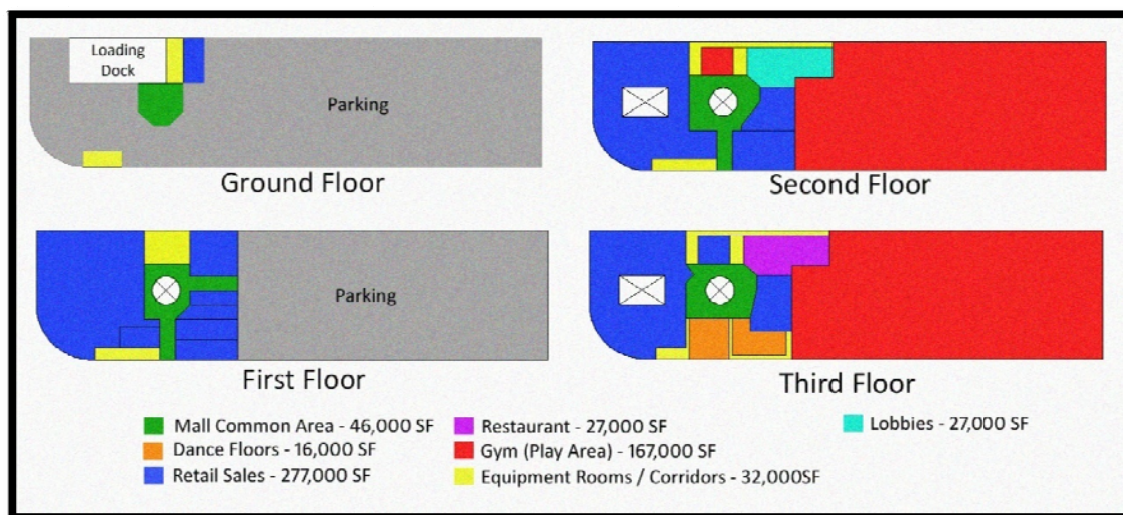 Loading
Dock
Parking
Ground Floor
Second Floor
Parking
First Floor
Third Floor
Mall Common Area - 46,000 SF
Restaurant - 27,000 SF
Lobbies - 27,000 SF
Dance Floors - 16,000 SF
Gym (Play Area) - 167,000 SF
Retail Sales - 277,000 SF
Equipment Rooms / Corridors - 32,000SF